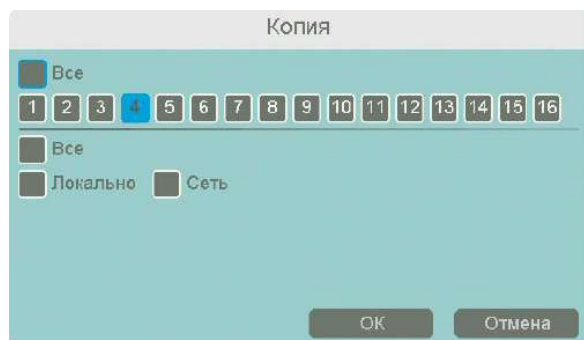 Копия
Все
1 2 3 4 5 6 7 8 9 10 11 12 13 14 15 16
Все
Локально Сеть
OK Отмена